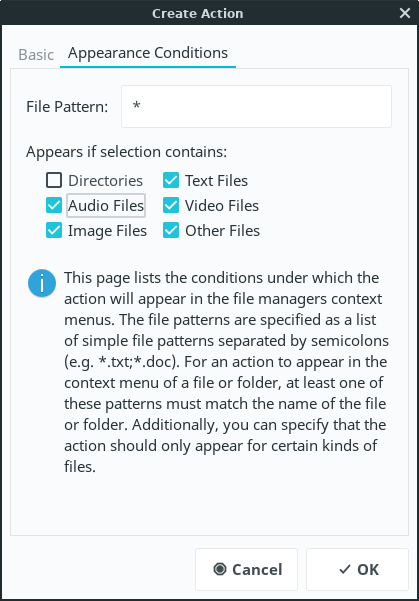 Create Action
Basic
Appearance Conditions
File Pattern:
*
Appears if selection contains:
Directories
Text Files
Audio Files
Video Files
Image Files
Other Files
This page lists the conditions under which the
action will appear in the file managers context
menus. The file patterns are specified as a list
of simple file patterns separated by semicolons
(e.g. *.txt;*.doc). For an action to appear in the
context menu of a file or folder, at least one of
these patterns must match the name of the file
or folder. Additionally, you can specify that the
action should only appear for certain kinds of
files.
Cancel
OK